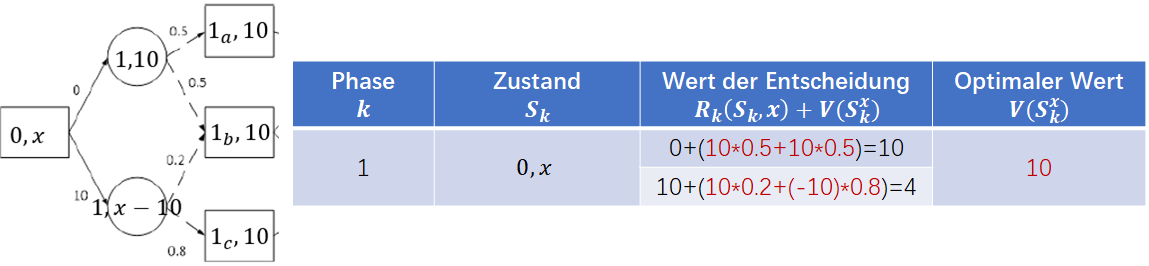 0.5
1ₐ, 10
1,10
0
0.5
0, x
1_b, 10
0.2
10
1, x − 10
1_c, 10
0.8
Phase k
Zustand S_k
Wert der Entscheidung R_k(S_k, x) + V(S_k^x)
Optimaler Wert V(S_k^x)
1
0, x
0+(10*0.5+10*0.5)=10
10+(10*0.2+(-10)*0.8)=4
10